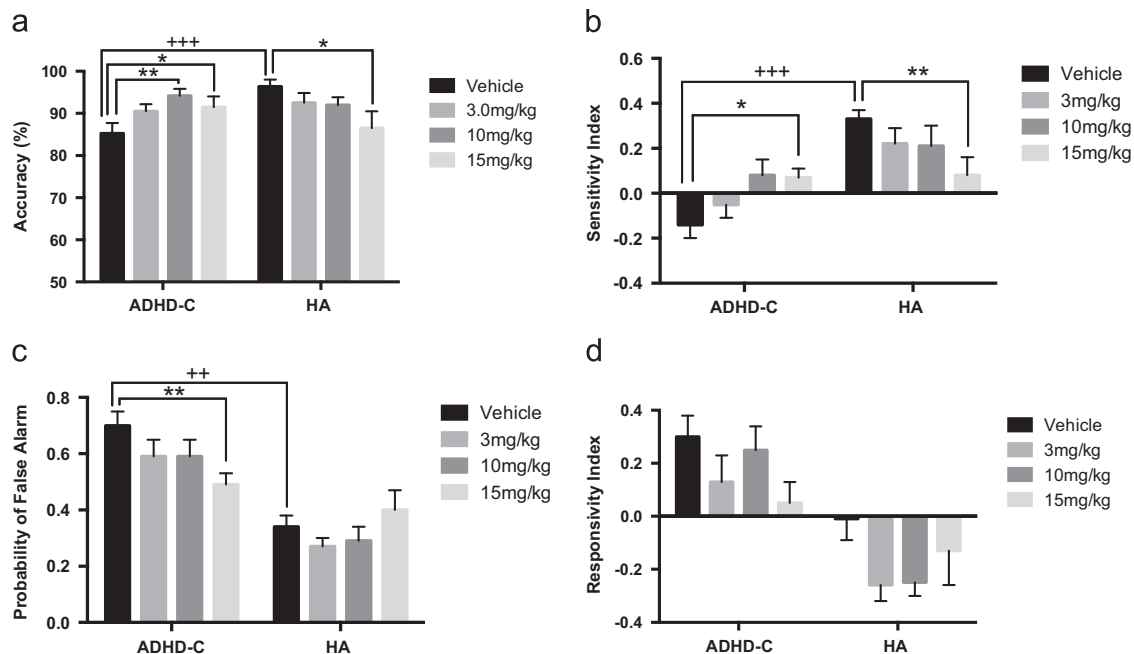 a
+++
*
*
**
100
90
80
70
60
50
Accuracy (%)
ADHD-C
HA
Vehicle
3.0mg/kg
10mg/kg
15mg/kg
b
+++
**
*
0.6
0.4
0.2
0.0
-0.2
-0.4
Sensitivity Index
ADHD-C
HA
Vehicle
3mg/kg
10mg/kg
15mg/kg
c
++
**
0.8
0.6
0.4
0.2
0.0
Probability of False Alarm
ADHD-C
HA
Vehicle
3mg/kg
10mg/kg
15mg/kg
d
0.4
0.2
0.0
-0.2
-0.4
Responsivity Index
ADHD-C
HA
Vehicle
3mg/kg
10mg/kg
15mg/kg